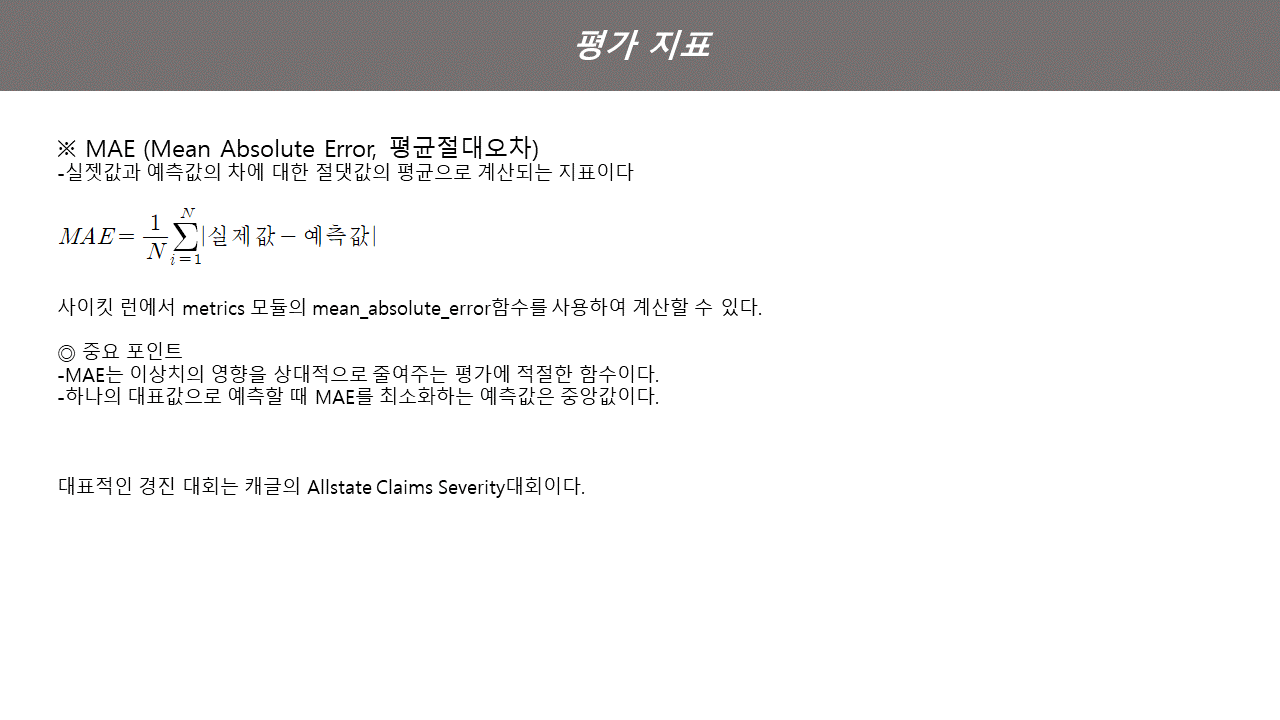 평가 지표
※ MAE (Mean Absolute Error, 평균절대오차)
-실젯값과 예측값의 차에 대한 절댓값의 평균으로 계산되는 지표이다
MAE = 1/N ∑_{i=1}^{N} |실제값 - 예측값|
사이킷 런에서 metrics 모듈의 mean_absolute_error함수를 사용하여 계산할 수 있다.
◎ 중요 포인트
-MAE는 이상치의 영향을 상대적으로 줄여주는 평가에 적절한 함수이다.
-하나의 대표값으로 예측할 때 MAE를 최소화하는 예측값은 중앙값이다.
대표적인 경진 대회는 캐글의 Allstate Claims Severity대회이다.